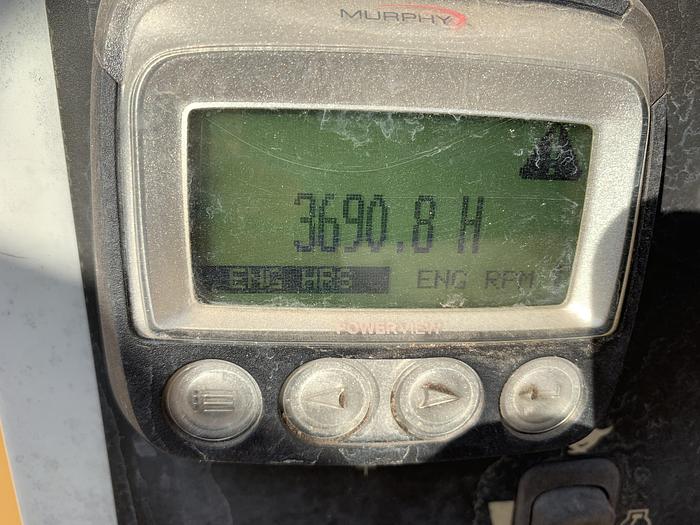 MURPHY
3690.8 H
ENG HRS ENG RPM
POWERVIEW